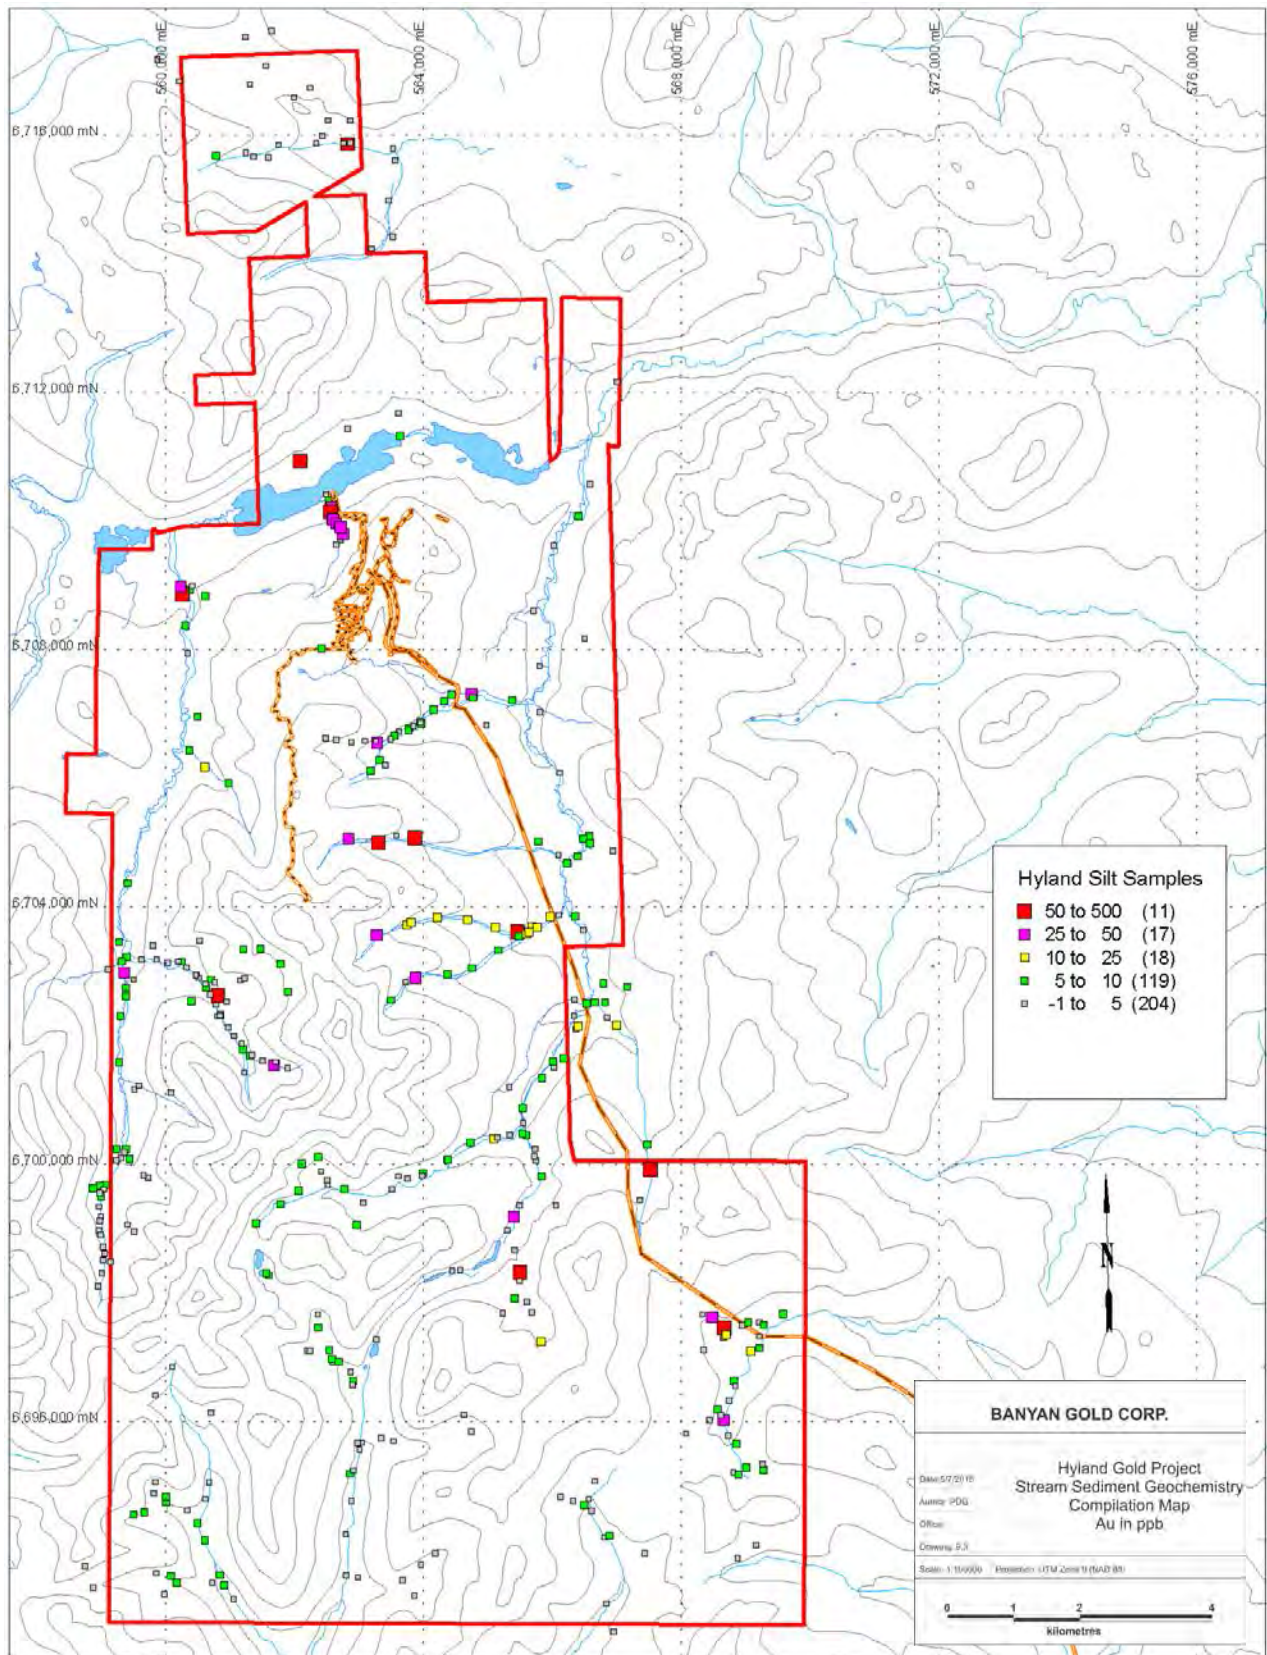 560,000 mE
564,000 mE
568,000 mE
572,000 mE
576,000 mE
6,716,000 mN
6,712,000 mN
6,708,000 mN
6,704,000 mN
6,700,000 mN
6,696,000 mN
Hyland Silt Samples
50 to 500 (11)
25 to 50 (17)
10 to 25 (18)
5 to 10 (119)
-1 to 5 (204)
N
BANYAN GOLD CORP.
Hyland Gold Project
Stream Sediment Geochemistry
Compilation Map
Au in ppb
Author: PDG
Office:
0 1 2 4
kilometres